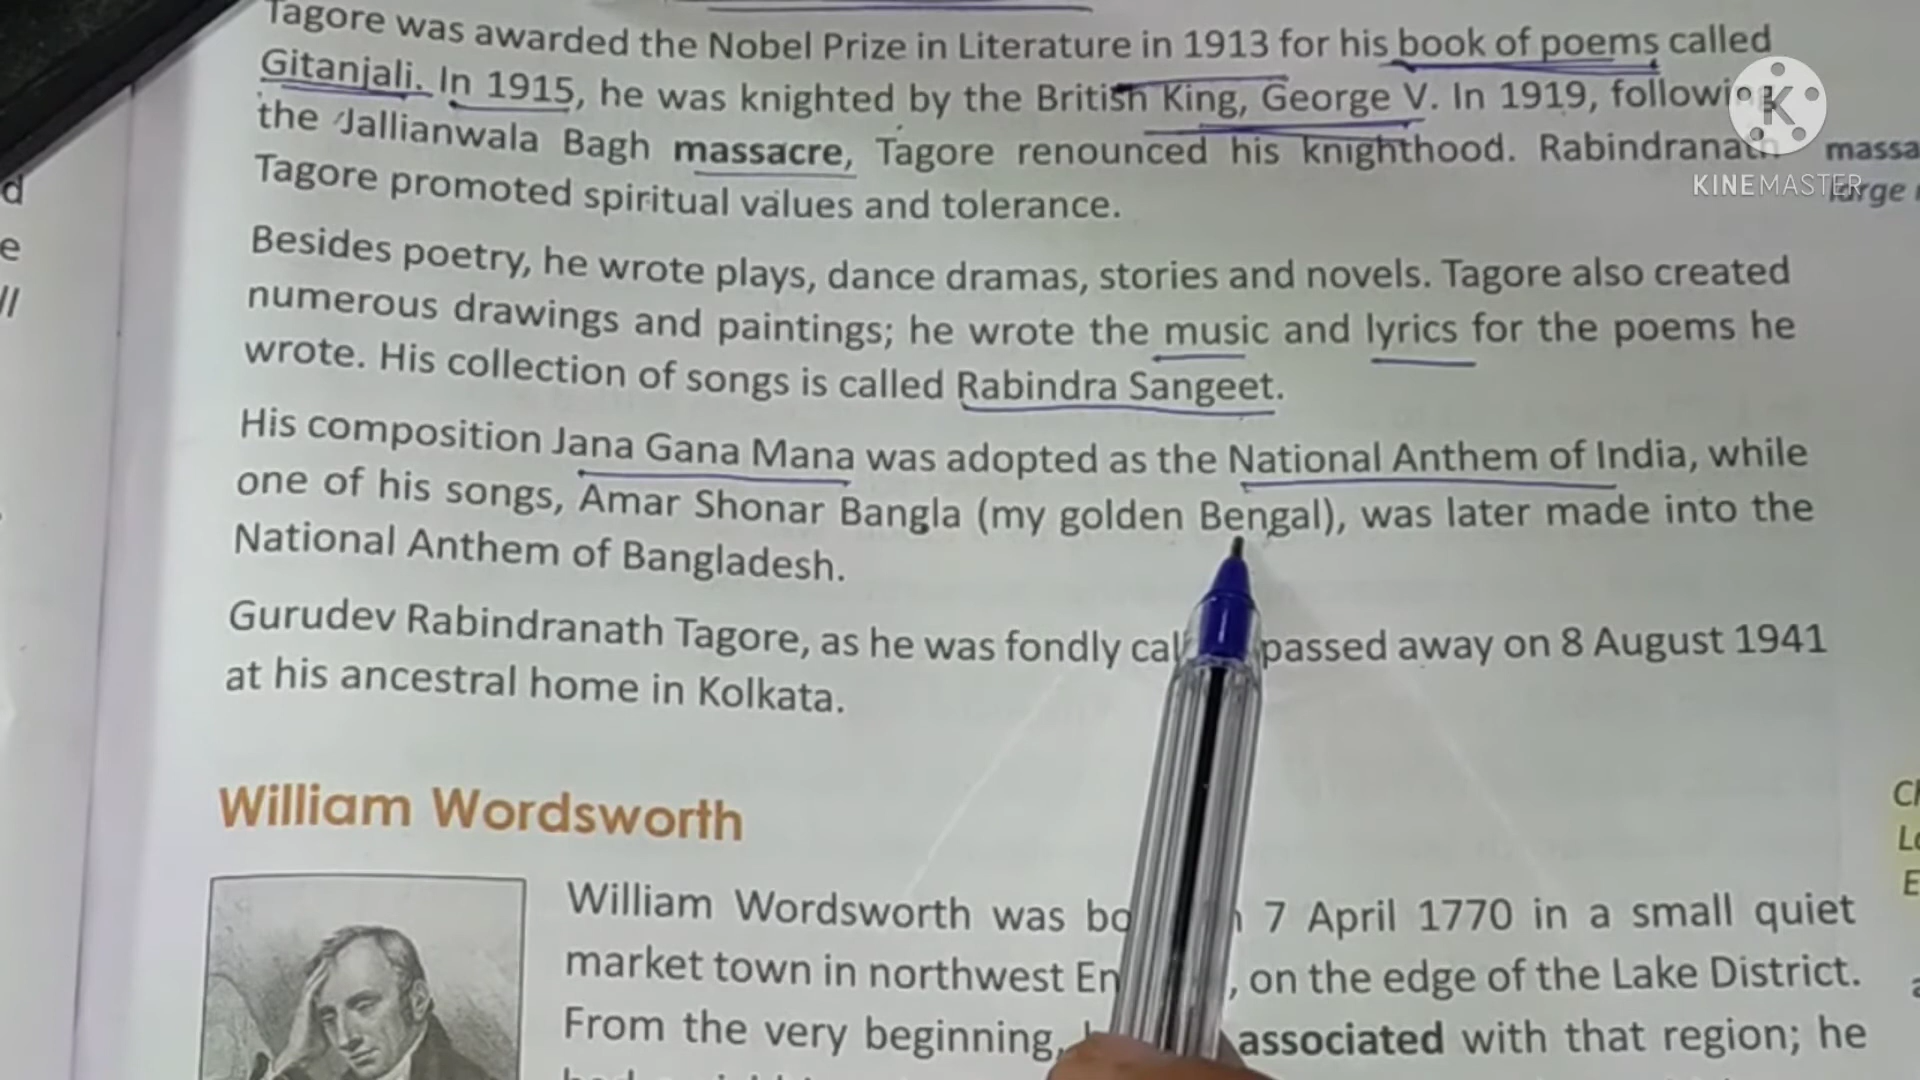 Tagore was awarded the Nobel Prize in Literature in 1913 for his book of poems called
Gitanjali. In 1915, he was knighted by the British King, George V. In 1919,
the Jallianwala Bagh massacre, Tagore renounced his knighthood. Rabindranath
Tagore promoted spiritual values and tolerance.
Besides poetry, he wrote plays, dance dramas, stories and novels. Tagore also created
numerous drawings and paintings; he wrote the music and lyrics for the poems he
wrote. His collection of songs is called Rabindra Sangeet.
His composition Jana Gana Mana was adopted as the National Anthem of India, while
one of his songs, Amar Shonar Bangla (my golden Bengal), was later made into the
National Anthem of Bangladesh.
Gurudev Rabindranath Tagore, as he was fondly passed away on 8 August 1941
at his ancestral home in Kolkata.
William Wordsworth
William Wordsworth was 7 April 1770 in a small quiet
market town in northwest , on the edge of the Lake District.
From the very beginning, associated with that region; he
K
KINEMASTER